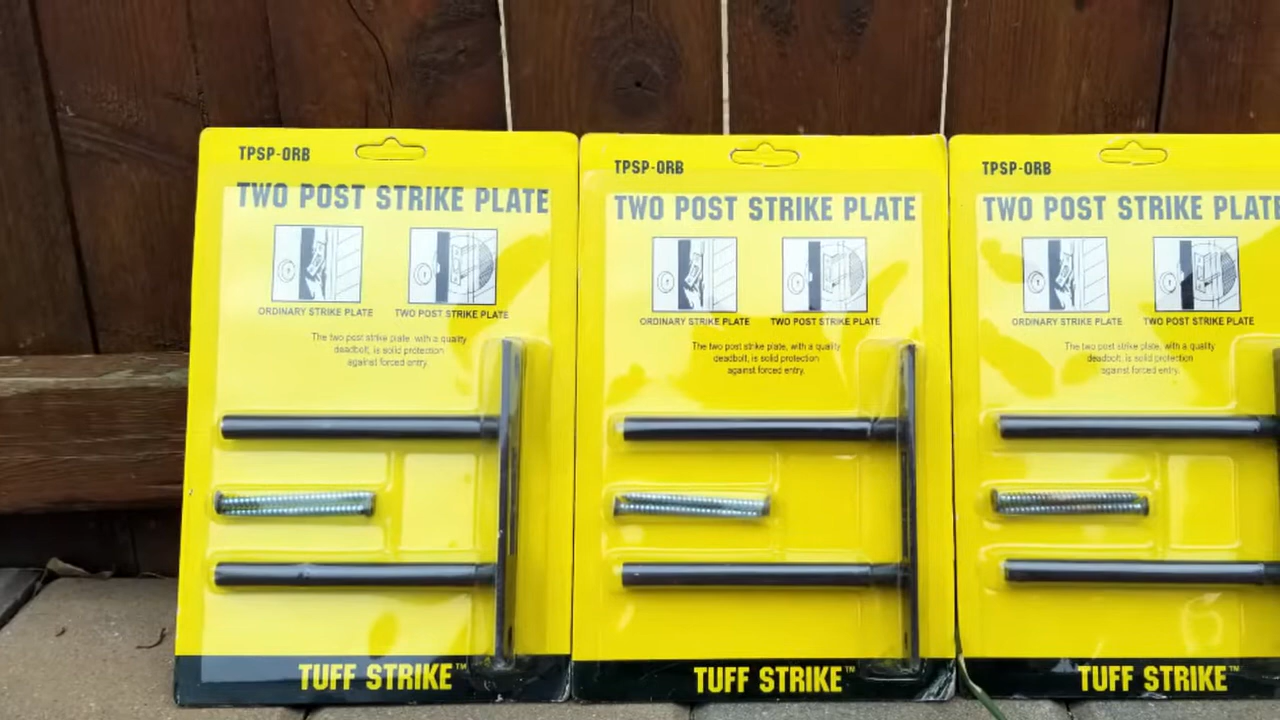 TPSP-ORB
TWO POST STRIKE PLATE
ORDINARY STRIKE PLATE
TWO POST STRIKE PLATE
The two post strike plate, with a quality
deadbolt, is solid protection
against forced entry.
TUFF STRIKE™
TPSP-ORB
TWO POST STRIKE PLATE
ORDINARY STRIKE PLATE
TWO POST STRIKE PLATE
The two post strike plate, with a quality
deadbolt, is solid protection
against forced entry.
TUFF STRIKE™
TPSP-ORB
TWO POST STRIKE PLATE
ORDINARY STRIKE PLATE
TWO POST STRIKE PLATE
The two post strike plate, with a quality
deadbolt, is solid protection
against forced entry.
TUFF STRIKE™